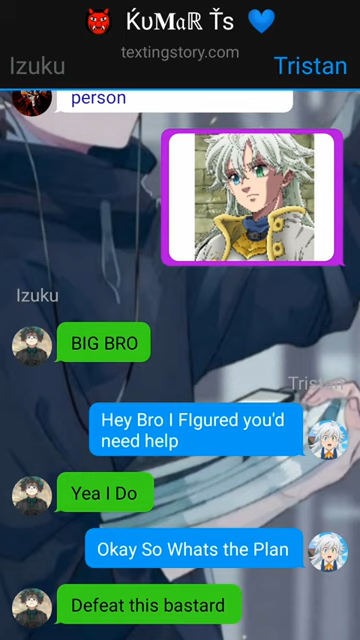 👹 ḰυᎷαℝ Ťs 💙
textingstory.com
Izuku
Tristan
person
Izuku
BIG BRO
Tristan
Hey Bro I FIgured you'd
need help
Yea I Do
Okay So Whats the Plan
Defeat this bastard